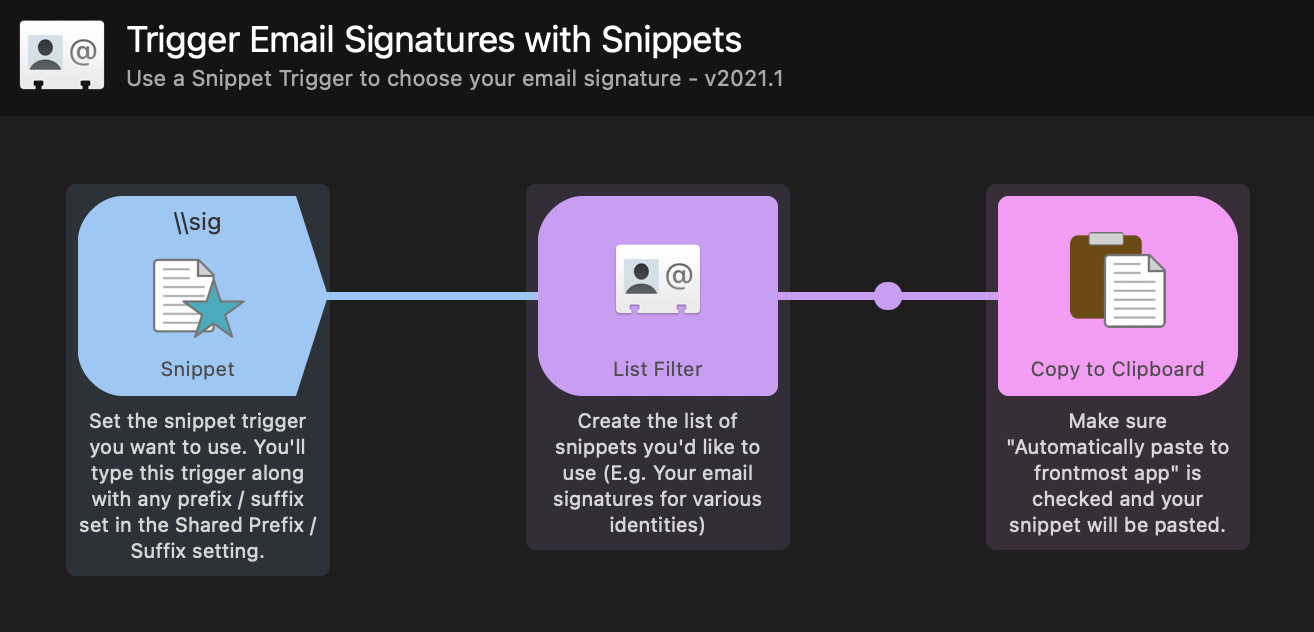 @
Trigger Email Signatures with Snippets
Use a Snippet Trigger to choose your email signature - v2021.1
\\sig
Snippet
Set the snippet trigger
you want to use. You'll
type this trigger along
with any prefix / suffix
set in the Shared Prefix /
Suffix setting.
@
List Filter
Create the list of
snippets you'd like to
use (E.g. Your email
signatures for various
identities)
Copy to Clipboard
Make sure
"Automatically paste to
frontmost app" is
checked and your
snippet will be pasted.